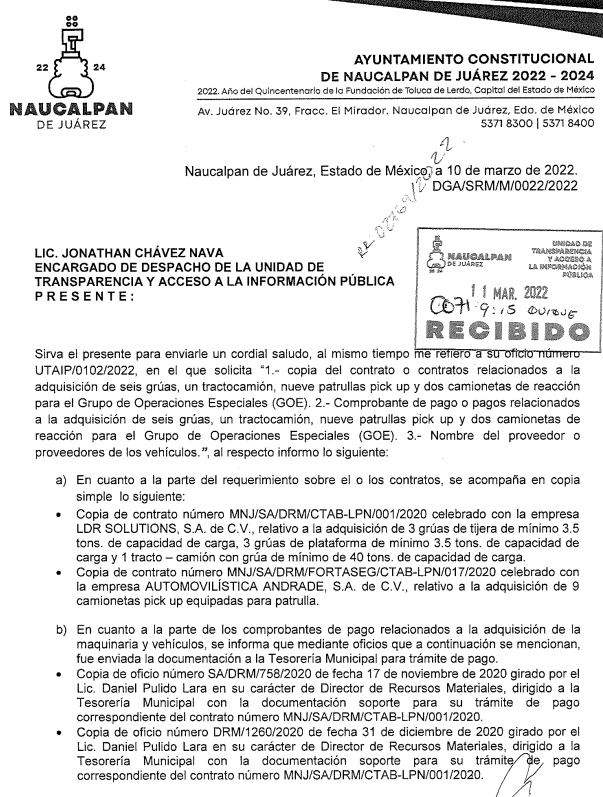 22 24
NAUCALPAN
DE JUÁREZ
AYUNTAMIENTO CONSTITUCIONAL
DE NAUCALPAN DE JUÁREZ 2022 - 2024
2022. Año del Quincentenario de la Fundación de Toluca de Lerdo, Capital del Estado de México
Av. Juárez No. 39, Fracc. El Mirador. Naucalpan de Juárez, Edo. de México
5371 8300 | 5371 8400
Naucalpan de Juárez, Estado de México, a 10 de marzo de 2022.
DGA/SRM/M/0022/2022
LIC. JONATHAN CHÁVEZ NAVA
ENCARGADO DE DESPACHO DE LA UNIDAD DE
TRANSPARENCIA Y ACCESO A LA INFORMACIÓN PÚBLICA
P R E S E N T E :
NAUCALPAN
DE JUÁREZ
UNIDAD DE
TRANSPARENCIA
Y ACCESO A
LA INFORMACIÓN
PÚBLICA
11 MAR. 2022
9:15
RECIBIDO
Sirva el presente para enviarle un cordial saludo, al mismo tiempo me refiero a su oficio número
UTAIP/0102/2022, en el que solicita "1.- copia del contrato o contratos relacionados a la
adquisición de seis grúas, un tractocamión, nueve patrullas pick up y dos camionetas de reacción
para el Grupo de Operaciones Especiales (GOE). 2.- Comprobante de pago o pagos relacionados
a la adquisición de seis grúas, un tractocamión, nueve patrullas pick up y dos camionetas de
reacción para el Grupo de Operaciones Especiales (GOE). 3.- Nombre del proveedor o
proveedores de los vehículos.", al respecto informo lo siguiente:
a) En cuanto a la parte del requerimiento sobre el o los contratos, se acompaña en copia
simple lo siguiente:
• Copia de contrato número MNJ/SA/DRM/CTAB-LPN/001/2020 celebrado con la empresa
LDR SOLUTIONS, S.A. de C.V., relativo a la adquisición de 3 grúas de tijera de mínimo 3.5
tons. de capacidad de carga, 3 grúas de plataforma de mínimo 3.5 tons. de capacidad de
carga y 1 tracto – camión con grúa de mínimo de 40 tons. de capacidad de carga.
• Copia de contrato número MNJ/SA/DRM/FORTASEG/CTAB-LPN/017/2020 celebrado con
la empresa AUTOMOVILÍSTICA ANDRADE, S.A. de C.V., relativo a la adquisición de 9
camionetas pick up equipadas para patrulla.
b) En cuanto a la parte de los comprobantes de pago relacionados a la adquisición de la
maquinaria y vehículos, se informa que mediante oficios que a continuación se mencionan,
fue enviada la documentación a la Tesorería Municipal para trámite de pago.
• Copia de oficio número SA/DRM/758/2020 de fecha 17 de noviembre de 2020 girado por el
Lic. Daniel Pulido Lara en su carácter de Director de Recursos Materiales, dirigido a la
Tesorería Municipal con la documentación soporte para su trámite de pago
correspondiente del contrato número MNJ/SA/DRM/CTAB-LPN/001/2020.
• Copia de oficio número DRM/1260/2020 de fecha 31 de diciembre de 2020 girado por el
Lic. Daniel Pulido Lara en su carácter de Director de Recursos Materiales, dirigido a la
Tesorería Municipal con la documentación soporte para su trámite de pago
correspondiente del contrato número MNJ/SA/DRM/CTAB-LPN/001/2020.